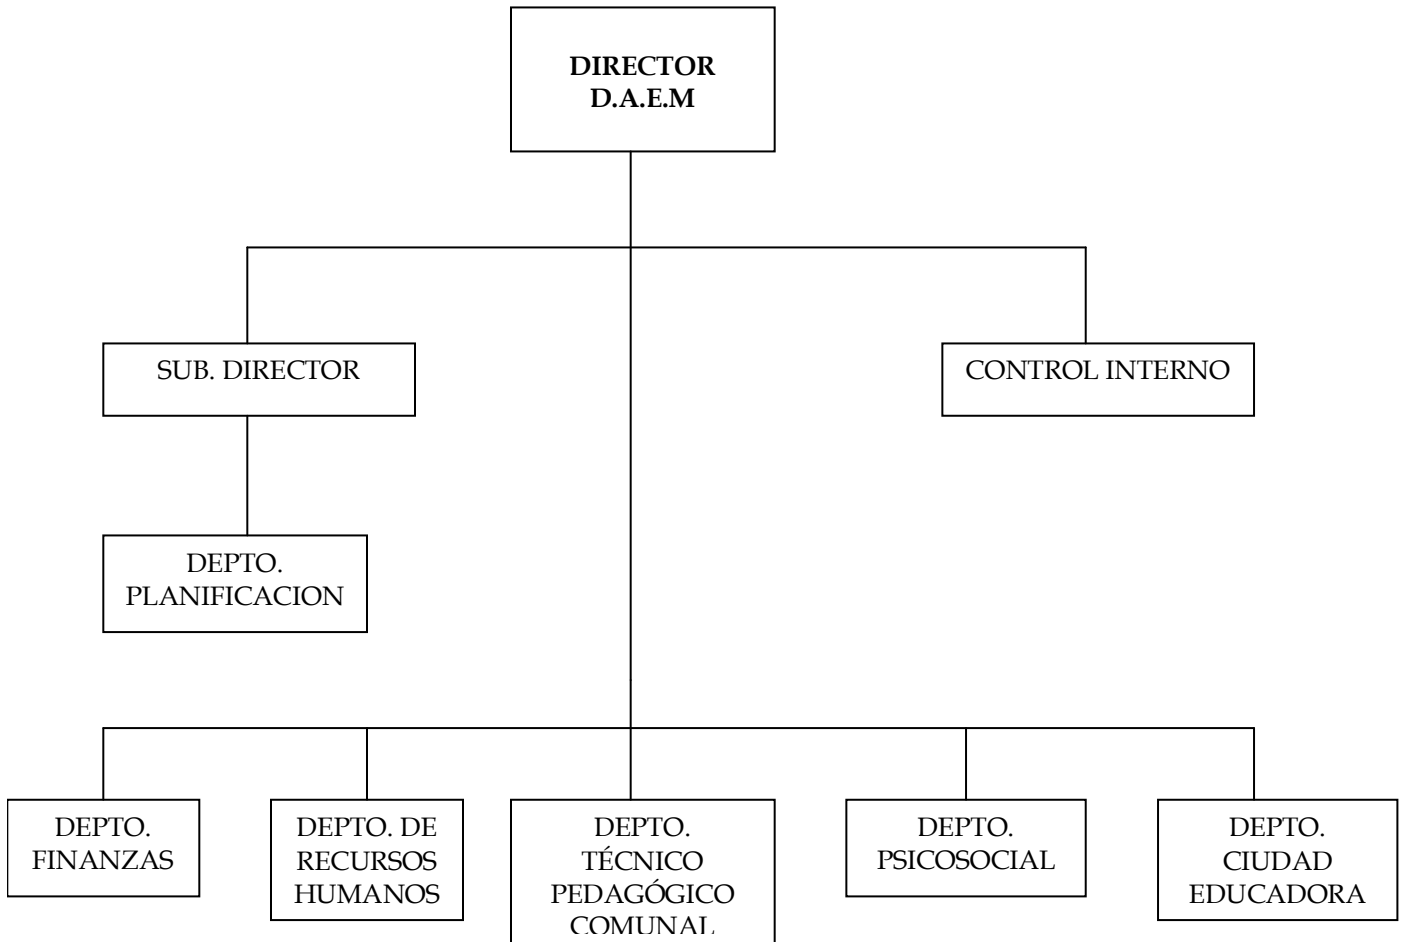 DIRECTOR
D.A.E.M
SUB. DIRECTOR
CONTROL INTERNO
DEPTO.
PLANIFICACION
DEPTO.
FINANZAS
DEPTO. DE
RECURSOS
HUMANOS
DEPTO.
TÉCNICO
PEDAGÓGICO
COMUNAL
DEPTO.
PSICOSOCIAL
DEPTO.
CIUDAD
EDUCADORA